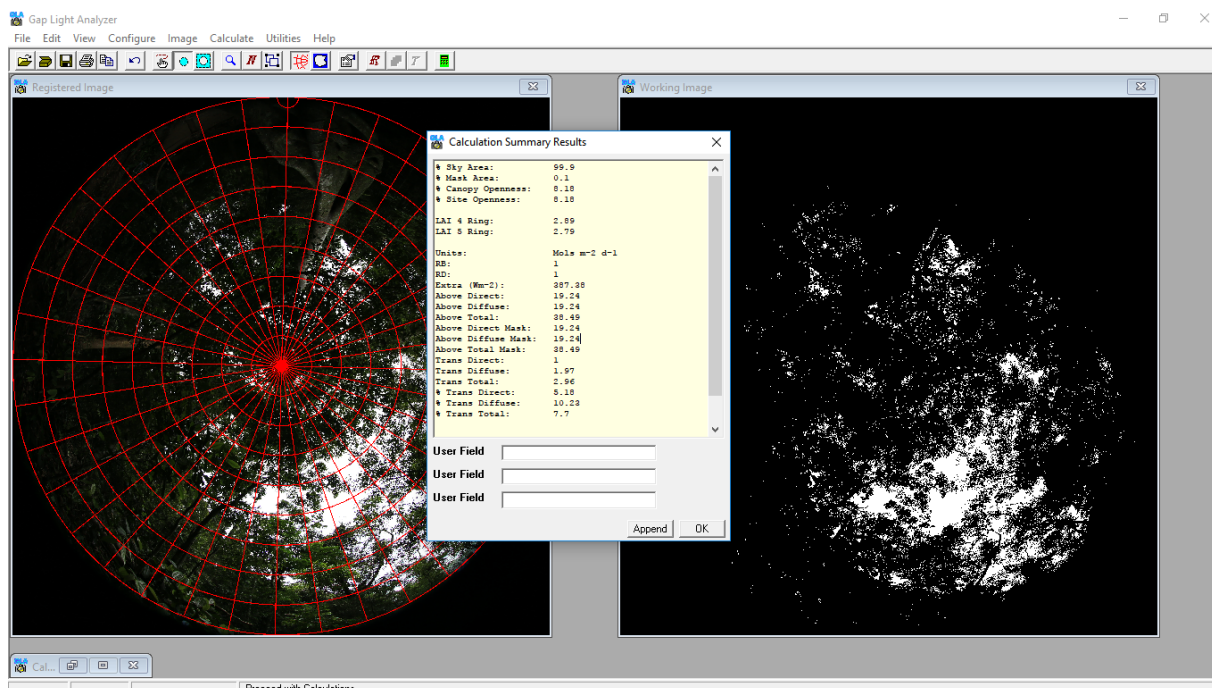 Gap Light Analyzer
File Edit View Configure Image Calculate Utilities Help
Registered Image
Working Image
Calculation Summary Results
% Sky Area: 99.9
% Mask Area: 0.1
% Canopy Openness: 8.18
% Site Openness: 8.18
LAI 4 Ring: 2.89
LAI 5 Ring: 2.79
Units: Mols m-2 d-1
RB: 1
RD: 1
Extra (Wm-2): 387.38
Above Direct: 19.24
Above Diffuse: 19.24
Above Total: 38.49
Above Direct Mask: 19.24
Above Diffuse Mask: 19.24
Above Total Mask: 38.49
Trans Direct: 1
Trans Diffuse: 1.97
Trans Total: 2.96
% Trans Direct: 5.18
% Trans Diffuse: 10.23
% Trans Total: 7.7
User Field
User Field
User Field
Append OK
Cal...
Proceed with Calculations